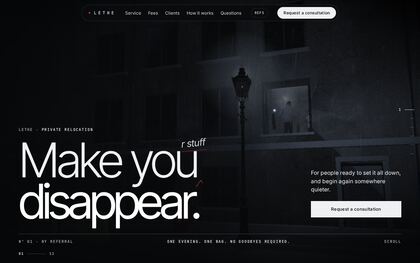 LETHE
Service
Fees
Clients
How it works
Questions
REFS
Request a consultation
LETHE · PRIVATE RELOCATION
r stuff
Make you
disappear.
For people ready to set it all down,
and begin again somewhere
quieter.
Request a consultation
N° 01 · BY REFERRAL
ONE EVENING. ONE BAG. NO GOODBYES REQUIRED.
SCROLL